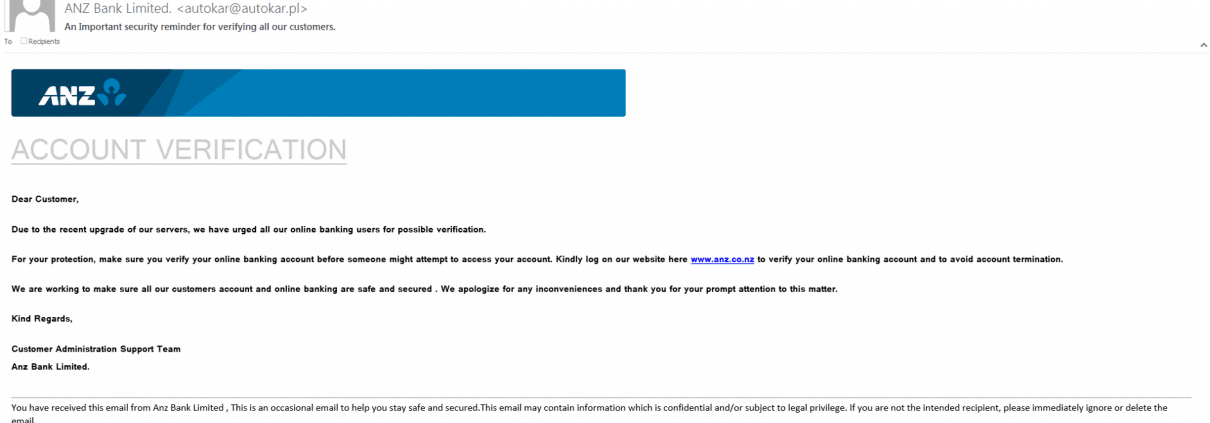 ANZ Bank Limited. <autokar@autokar.pl>
An Important security reminder for verifying all our customers.
To Recipients
ANZ
ACCOUNT VERIFICATION
Dear Customer,
Due to the recent upgrade of our servers, we have urged all our online banking users for possible verification.
For your protection, make sure you verify your online banking account before someone might attempt to access your account. Kindly log on our website here www.anz.co.nz to verify your online banking account and to avoid account termination.
We are working to make sure all our customers account and online banking are safe and secured . We apologize for any inconveniences and thank you for your prompt attention to this matter.
Kind Regards,
Customer Administration Support Team
Anz Bank Limited.
You have received this email from Anz Bank Limited , This is an occasional email to help you stay safe and secured.This email may contain information which is confidential and/or subject to legal privilege. If you are not the intended recipient, please immediately ignore or delete the
email.